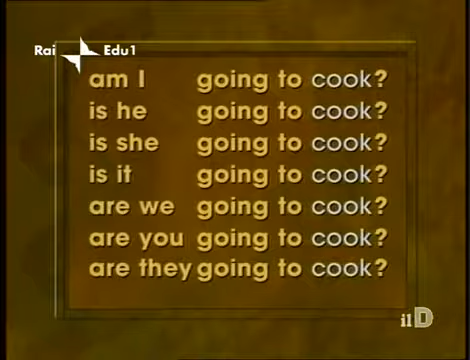 Rai Edu1
am I going to cook?
is he going to cook?
is she going to cook?
is it going to cook?
are we going to cook?
are you going to cook?
are they going to cook?
il D